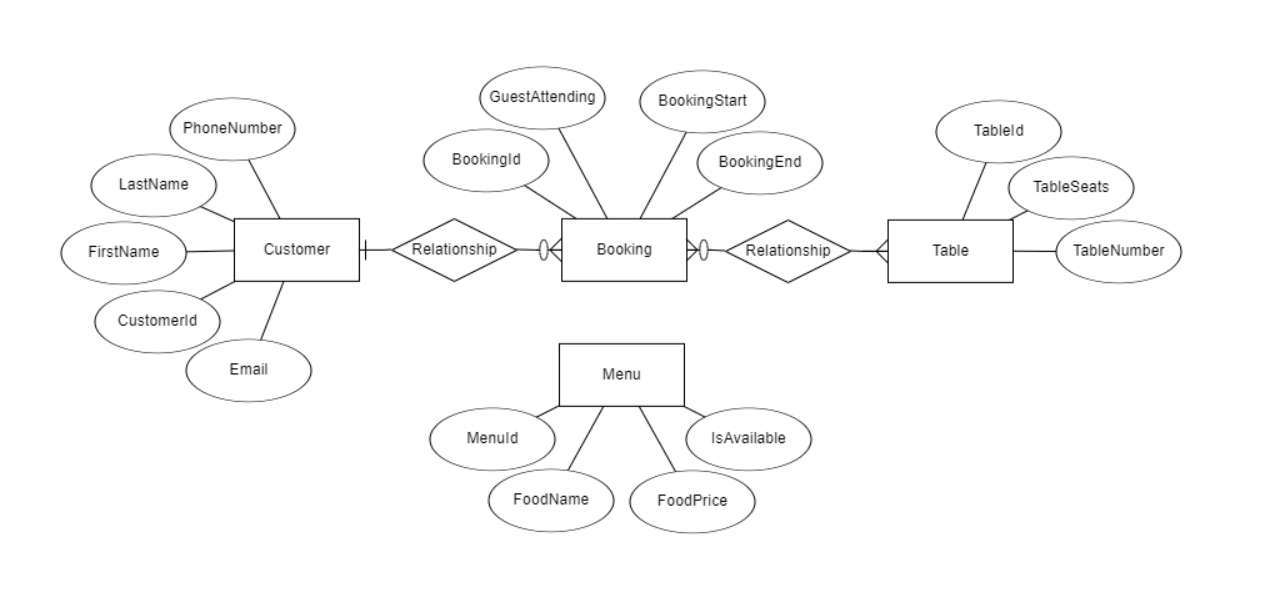 GuestAttending
BookingStart
PhoneNumber
TableId
BookingId
BookingEnd
LastName
TableSeats
FirstName
Customer
Relationship
Booking
Relationship
Table
TableNumber
CustomerId
Email
Menu
MenuId
IsAvailable
FoodName
FoodPrice